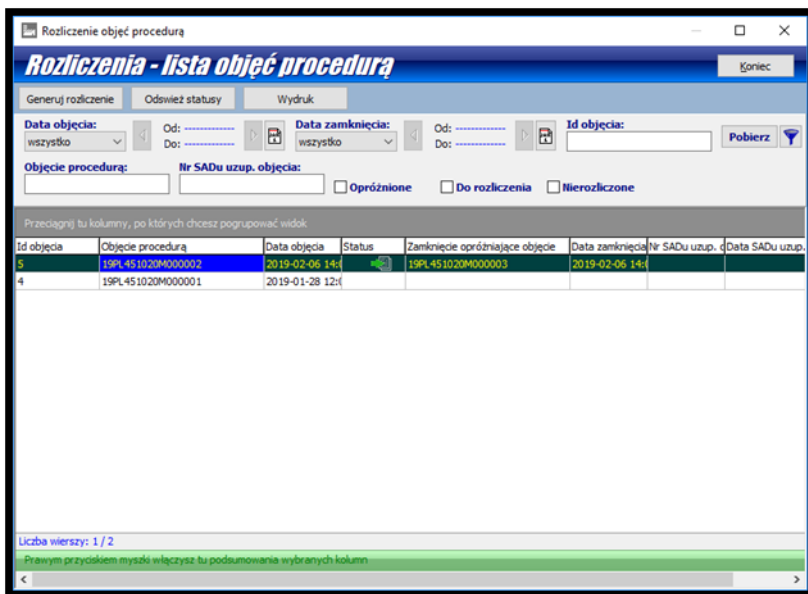 Rozliczenie objęć procedurą
Rozliczenia - lista objęć procedurą
Koniec
Generuj rozliczenie Odswież statusy Wydruk
Data objęcia: Od: ------------- Data zamknięcia: Od: ------------- Id objęcia:
wszystko Do: ------------- wszystko Do: ------------- Pobierz
Objęcie procedurą: Nr SADu uzup. objęcia:
Opróżnione Do rozliczenia Nierozliczone
Przeciągnij tu kolumny, po których chcesz pogrupować widok
Id objęcia Objęcie procedurą Data objęcia Status Zamknięcie opróżniające objęcie Data zamknięcia Nr SADu uzup. Data SADu uzup.
5 19PL451020M000002 2019-02-06 14:0 19PL451020M000003 2019-02-06 14:0
4 19PL451020M000001 2019-01-28 12:0
Liczba wierszy: 1 / 2
Prawym przyciskiem myszki włączysz tu podsumowania wybranych kolumn